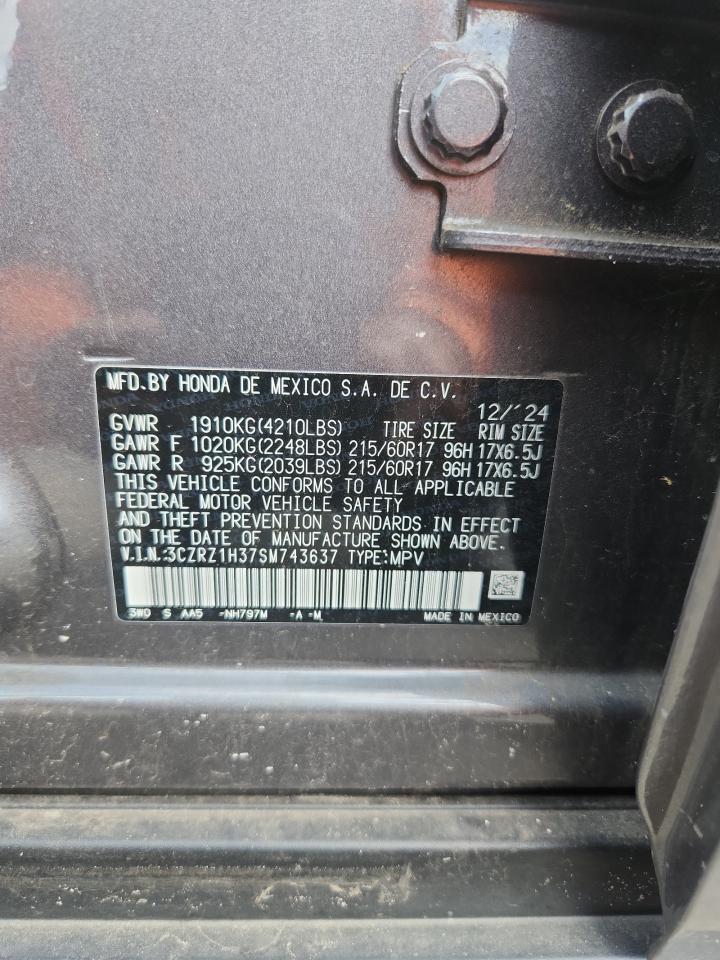 MFD.BY HONDA DE MEXICO S.A. DE C.V.
12/'24
GVWR 1910KG(4210LBS) TIRE SIZE RIM SIZE
GAWR F 1020KG(2248LBS) 215/60R17 96H 17X6.5J
GAWR R 925KG(2039LBS) 215/60R17 96H 17X6.5J
THIS VEHICLE CONFORMS TO ALL APPLICABLE
FEDERAL MOTOR VEHICLE SAFETY
AND THEFT PREVENTION STANDARDS IN EFFECT
ON THE DATE OF MANUFACTURE SHOWN ABOVE.
V.I.N.:3CZRZ1H37SM743637 TYPE:MPV
3W0 S AA5 -NH797M -A -M MADE IN MEXICO